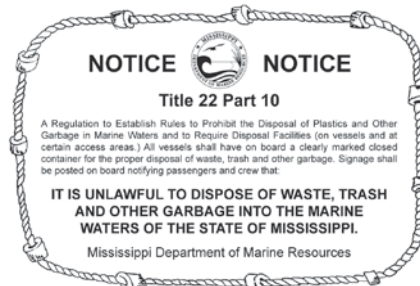 NOTICE NOTICE
MISSISSIPPI
Title 22 Part 10
A Regulation to Establish Rules to Prohibit the Disposal of Plastics and Other
Garbage in Marine Waters and to Require Disposal Facilities (on vessels and at
certain access areas.) All vessels shall have on board a clearly marked closed
container for the proper disposal of waste, trash and other garbage. Signage shall
be posted on board notifying passengers and crew that:
IT IS UNLAWFUL TO DISPOSE OF WASTE, TRASH
AND OTHER GARBAGE INTO THE MARINE
WATERS OF THE STATE OF MISSISSIPPI.
Mississippi Department of Marine Resources